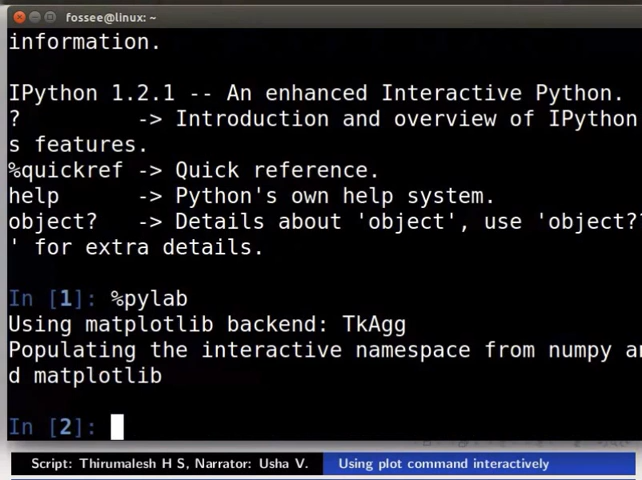 fossee@linux: ~
information.
IPython 1.2.1 -- An enhanced Interactive Python.
?         -> Introduction and overview of IPython'
s features.
%quickref -> Quick reference.
help      -> Python's own help system.
object?   -> Details about 'object', use 'object??
' for extra details.
In [1]: %pylab
Using matplotlib backend: TkAgg
Populating the interactive namespace from numpy an
d matplotlib
In [2]:
Script: Thirumalesh H S, Narrator: Usha V.
Using plot command interactively